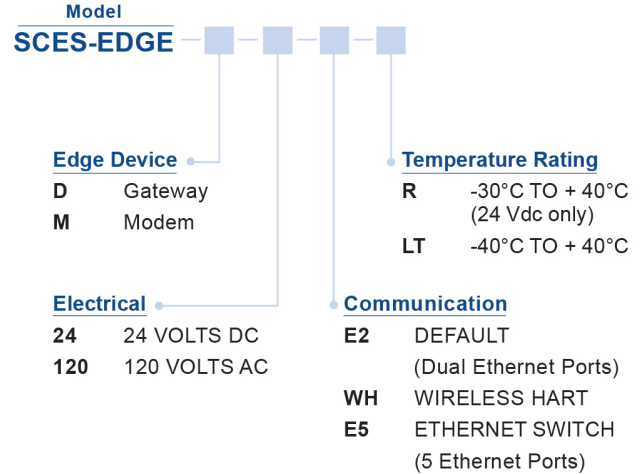 Model
SCES-EDGE
Edge Device
D Gateway
M Modem
Temperature Rating
R -30°C TO + 40°C
(24 Vdc only)
LT -40°C TO + 40°C
Electrical
24 24 VOLTS DC
120 120 VOLTS AC
Communication
E2 DEFAULT
(Dual Ethernet Ports)
WH WIRELESS HART
E5 ETHERNET SWITCH
(5 Ethernet Ports)